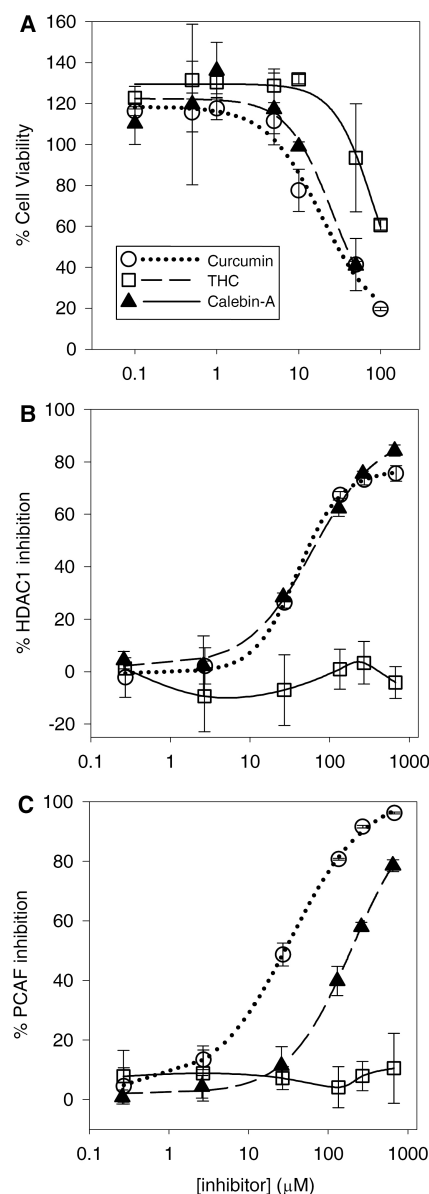 A
160
140
120
100
80
60
40
20
0
% Cell Viability
Curcumin
THC
Calebin-A
0.1 1 10 100
B
100
80
60
40
20
0
-20
% HDAC1 inhibition
0.1 1 10 100 1000
C
100
80
60
40
20
0
% PCAF inhibition
0.1 1 10 100 1000
[inhibitor] (μM)